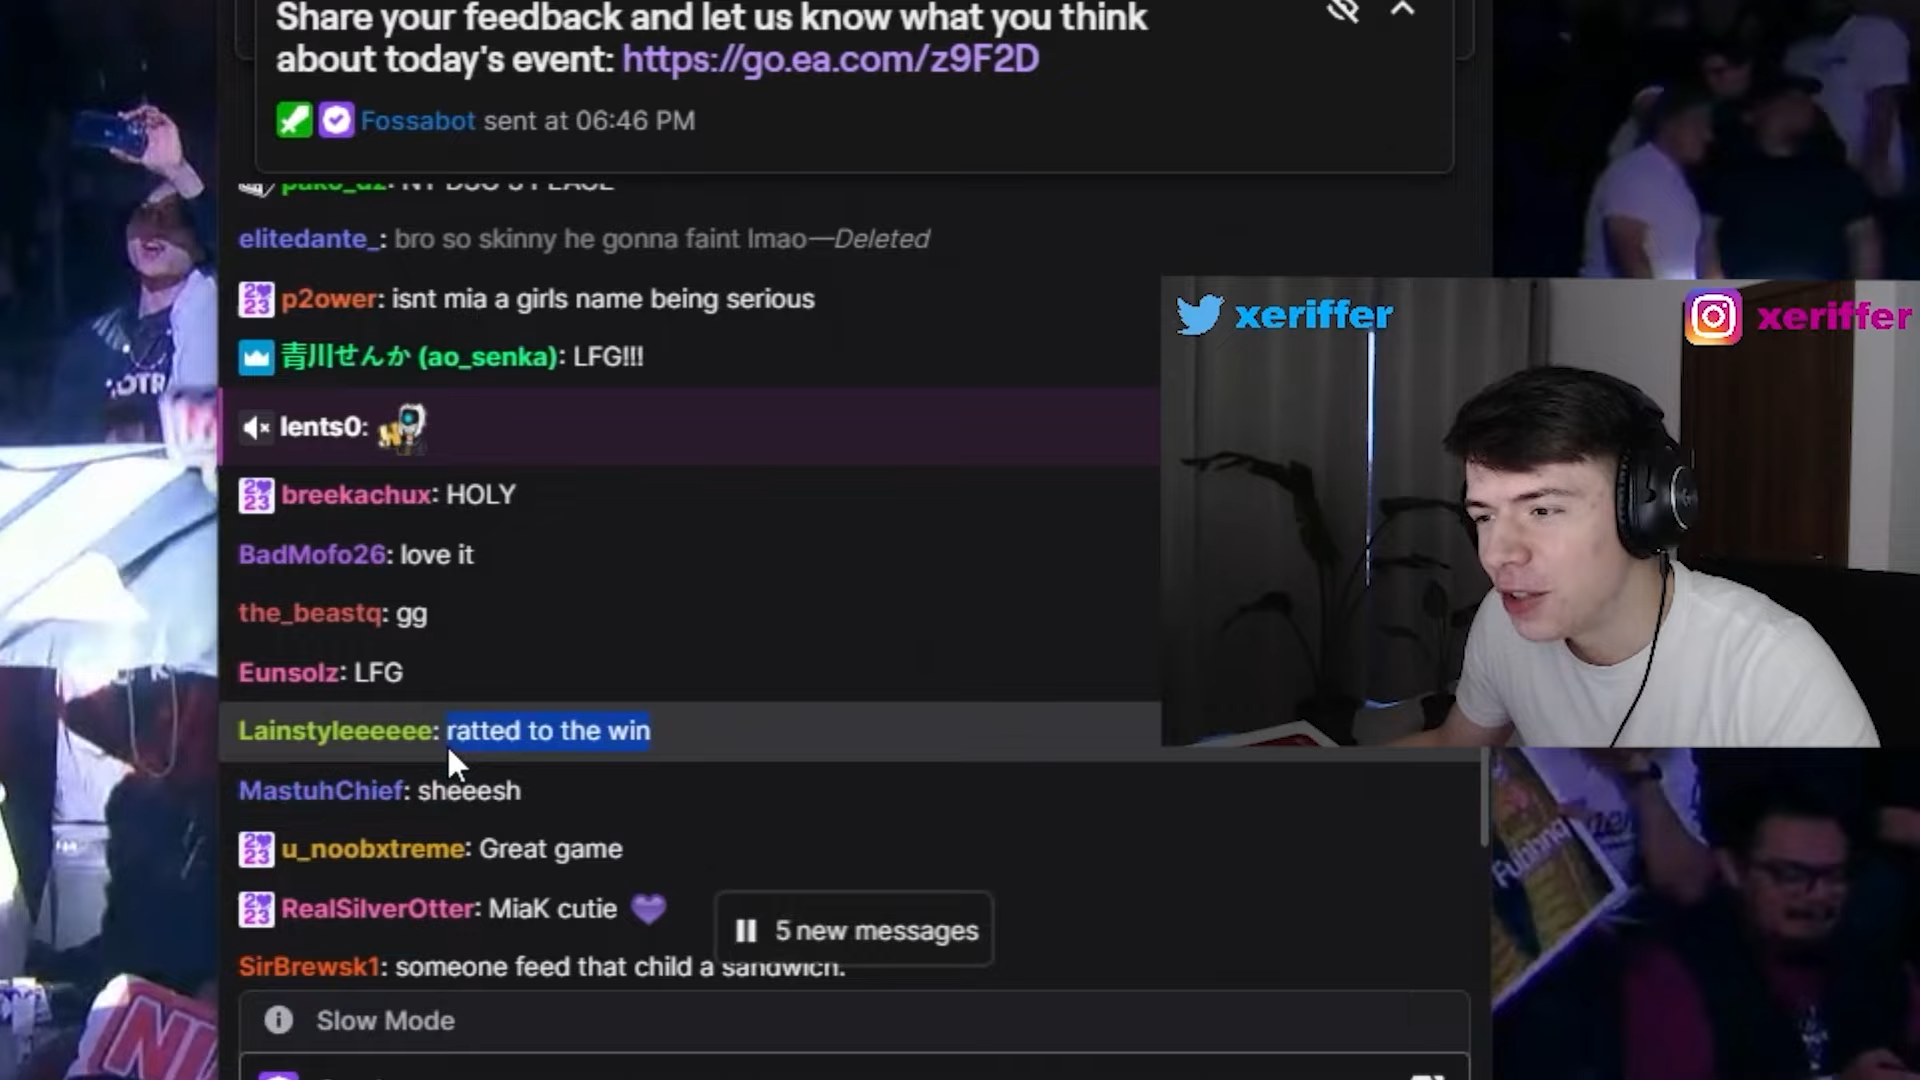 Share your feedback and let us know what you think
about today's event: https://go.ea.com/z9F2D
Fossabot sent at 06:46 PM
elitedante_: bro so skinny he gonna faint lmao—Deleted
p2ower: isnt mia a girls name being serious
青川せんか (ao_senka): LFG!!!
lents0:
breekachux: HOLY
BadMofo26: love it
the_beastq: gg
Eunsolz: LFG
Lainstyleeeeee: ratted to the win
MastuhChief: sheeesh
u_noobxtreme: Great game
RealSilverOtter: MiaK cutie
5 new messages
SirBrewsk1: someone feed that child a sandwich.
Slow Mode
xeriffer
xeriffer